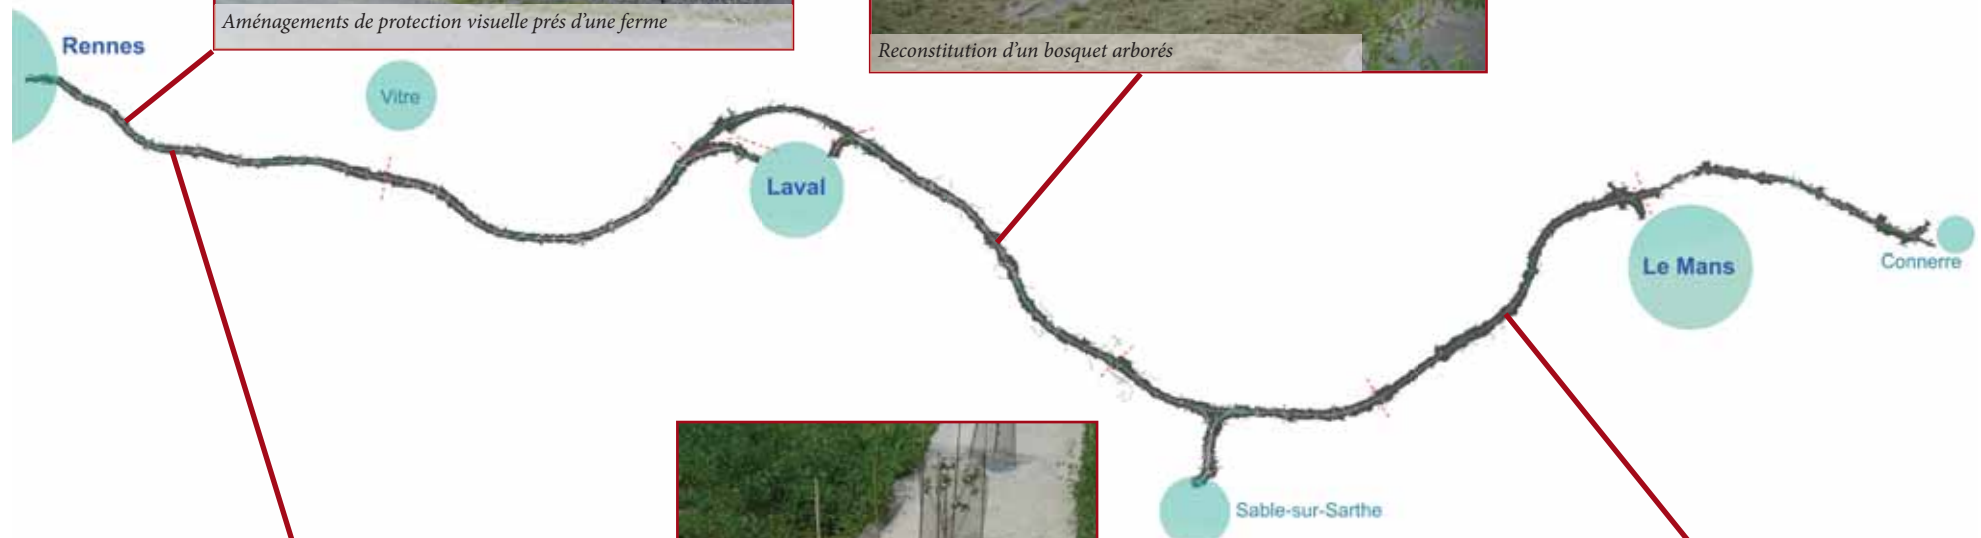 Aménagements de protection visuelle prés d'une ferme
Reconstitution d'un bosquet arborés
Rennes
Vitre
Laval
Le Mans
Connerre
Sable-sur-Sarthe